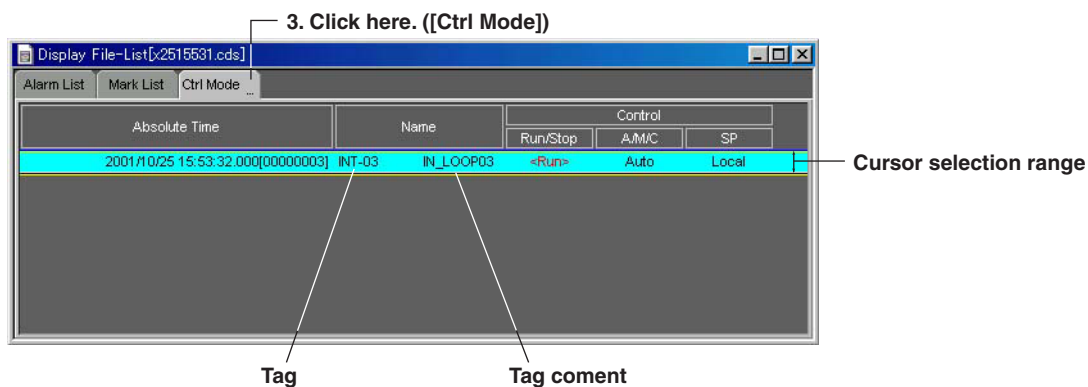 3. Click here. ([Ctrl Mode])
Display File-List[x2515531.cds]
Alarm List Mark List Ctrl Mode ...
Absolute Time Name Control
Run/Stop A/M/C SP
2001/10/25 15:53:32.000[00000003] INT-03 IN_LOOP03 <Run> Auto Local
Cursor selection range
Tag Tag coment